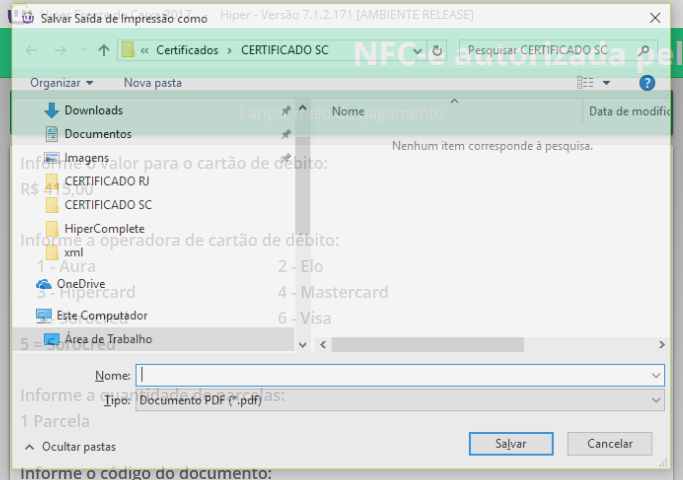 Salvar Saída de Impressão como
Hiper Frente de Caixa 2017 Hiper - Versão 7.1.2.171 [AMBIENTE RELEASE]
« Certificados › CERTIFICADO SC
Pesquisar CERTIFICADO SC
NFC-e autorizada pel
Organizar Nova pasta
Downloads
Nome
Data de modific
Lançar
pagamento
Documentos
Nenhum item corresponde à pesquisa.
Imagens
Informe o valor para o cartão de débito:
CERTIFICADO RJ
R$ 415,00
CERTIFICADO SC
HiperComplete
Informe a operadora de cartão de débito:
xml
1 - Aura 2 - Elo
OneDrive
3 - Hipercard 4 - Mastercard
Este Computador
5 - Sorocred 6 - Visa
Área de Trabalho
5 = Sorocred
Nome:
Informe a quantidade de parcelas:
Tipo: Documento PDF (*.pdf)
1 Parcela
Ocultar pastas Salvar Cancelar
Informe o código do documento: